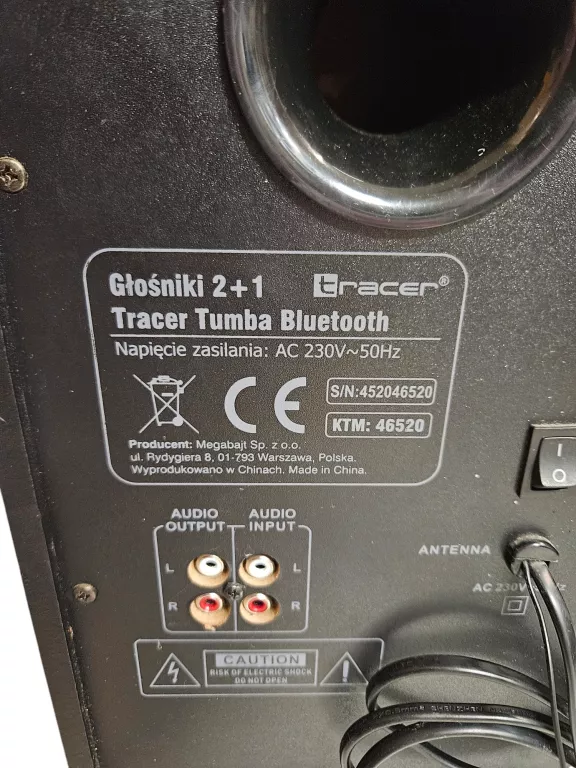 Głośniki 2+1 tracer®
Tracer Tumba Bluetooth
Napięcie zasilania: AC 230V~50Hz
S/N:452046520
KTM: 46520
Producent: Megabajt Sp. z o.o.
ul. Rydygiera 8, 01-793 Warszawa, Polska.
Wyprodukowano w Chinach. Made in China.
AUDIO OUTPUT
AUDIO INPUT
L L
R R
CAUTION
RISK OF ELECTRIC SHOCK
DO NOT OPEN
I
O
ANTENNA
AC 230V